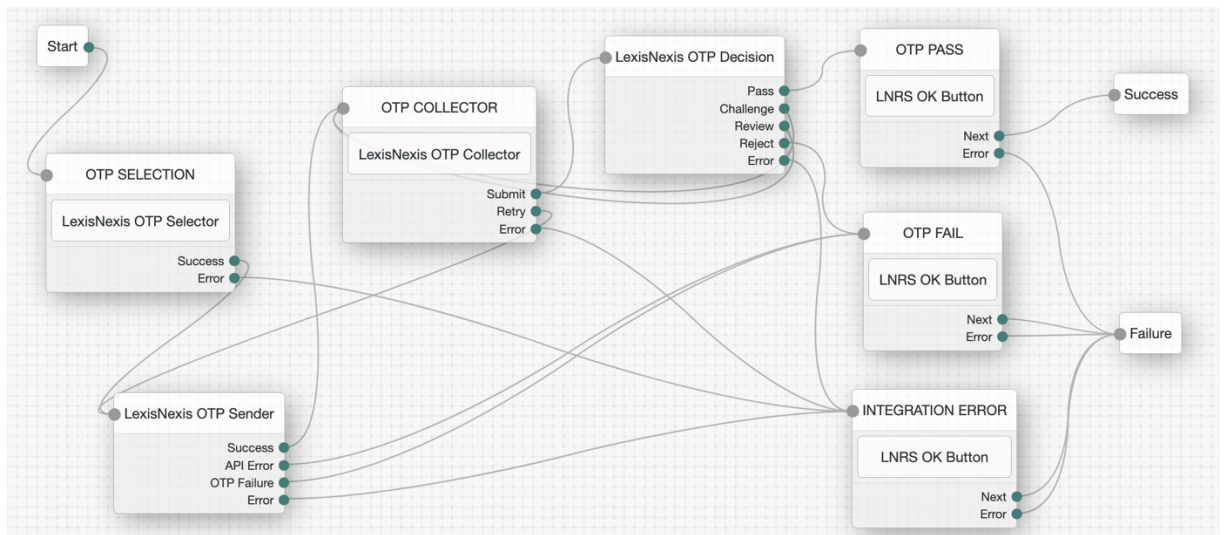 Start
OTP SELECTION
LexisNexis OTP Selector
Success
Error
LexisNexis OTP Sender
Success
API Error
OTP Failure
Error
OTP COLLECTOR
LexisNexis OTP Collector
Submit
Retry
Error
LexisNexis OTP Decision
Pass
Challenge
Review
Reject
Error
OTP PASS
LNRS OK Button
Next
Error
OTP FAIL
LNRS OK Button
Next
Error
INTEGRATION ERROR
LNRS OK Button
Next
Error
Success
Failure